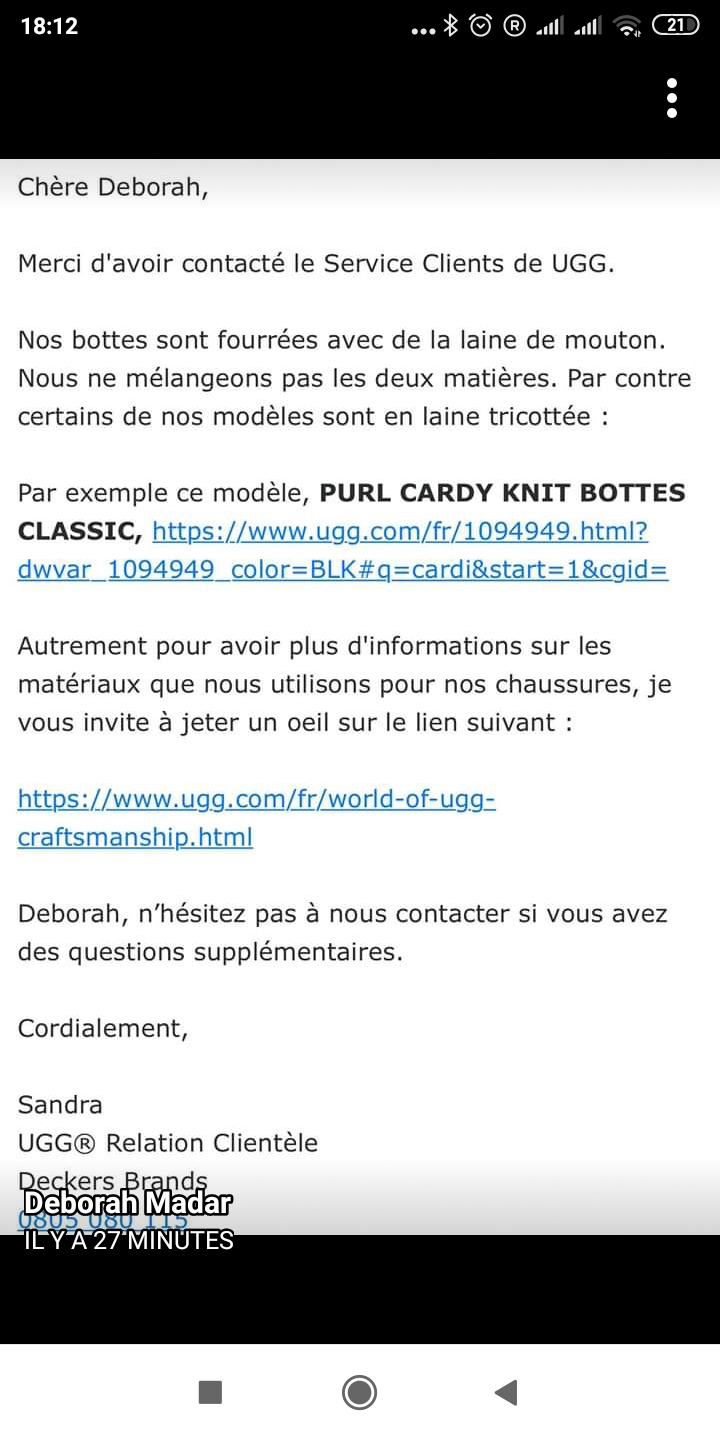 18:12
21
Chère Deborah,
Merci d'avoir contacté le Service Clients de UGG.
Nos bottes sont fourrées avec de la laine de mouton.
Nous ne mélangeons pas les deux matières. Par contre
certains de nos modèles sont en laine tricottée :
Par exemple ce modèle, PURL CARDY KNIT BOTTES
CLASSIC, https://www.ugg.com/fr/1094949.html?
dwvar_1094949_color=BLK#q=cardi&start=1&cgid=
Autrement pour avoir plus d'informations sur les
matériaux que nous utilisons pour nos chaussures, je
vous invite à jeter un oeil sur le lien suivant :
https://www.ugg.com/fr/world-of-ugg-
craftsmanship.html
Deborah, n’hésitez pas à nous contacter si vous avez
des questions supplémentaires.
Cordialement,
Sandra
UGG® Relation Clientèle
Deckers Brands
Deborah Madar
0805 080 115
IL Y A 27 MINUTES